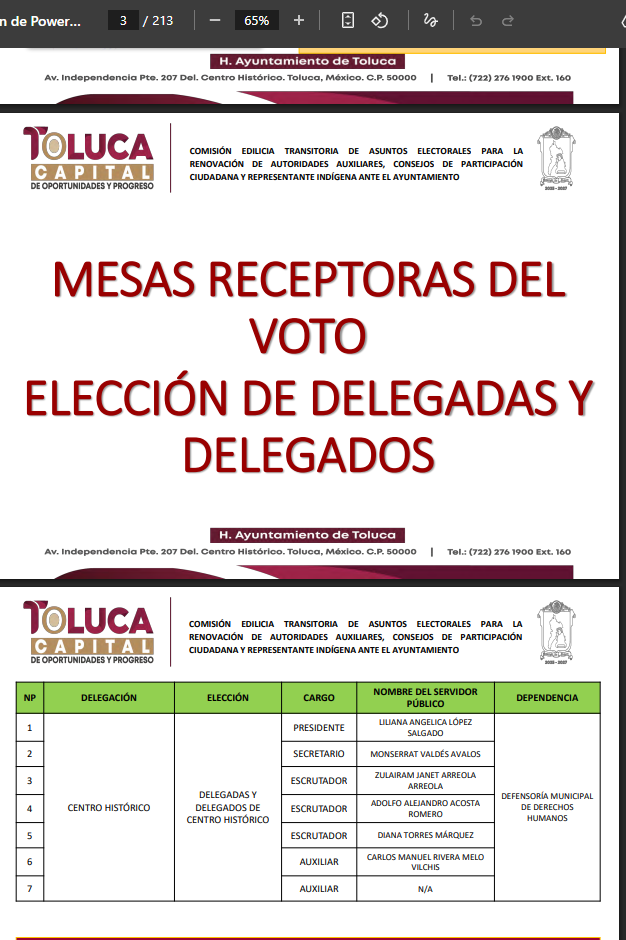 n de Power...
3 / 213
65%
H. Ayuntamiento de Toluca
Av. Independencia Pte. 207 Del. Centro Histórico. Toluca, México. C.P. 50000 | Tel.: (722) 276 1900 Ext. 160
TOLUCA
CAPITAL
DE OPORTUNIDADES Y PROGRESO
COMISIÓN EDILICIA TRANSITORIA DE ASUNTOS ELECTORALES PARA LA
RENOVACIÓN DE AUTORIDADES AUXILIARES, CONSEJOS DE PARTICIPACIÓN
CIUDADANA Y REPRESENTANTE INDÍGENA ANTE EL AYUNTAMIENTO
2025 - 2027
MESAS RECEPTORAS DEL
VOTO
ELECCIÓN DE DELEGADAS Y
DELEGADOS
H. Ayuntamiento de Toluca
Av. Independencia Pte. 207 Del. Centro Histórico. Toluca, México. C.P. 50000 | Tel.: (722) 276 1900 Ext. 160
TOLUCA
CAPITAL
DE OPORTUNIDADES Y PROGRESO
COMISIÓN EDILICIA TRANSITORIA DE ASUNTOS ELECTORALES PARA LA
RENOVACIÓN DE AUTORIDADES AUXILIARES, CONSEJOS DE PARTICIPACIÓN
CIUDADANA Y REPRESENTANTE INDÍGENA ANTE EL AYUNTAMIENTO
2025 - 2027
NP DELEGACIÓN ELECCIÓN CARGO NOMBRE DEL SERVIDOR PÚBLICO DEPENDENCIA
1 PRESIDENTE LILIANA ANGELICA LÓPEZ SALGADO
2 SECRETARIO MONSERRAT VALDÉS AVALOS
3 ESCRUTADOR ZULAIRAM JANET ARREOLA ARREOLA
4 CENTRO HISTÓRICO DELEGADAS Y DELEGADOS DE CENTRO HISTÓRICO ESCRUTADOR ADOLFO ALEJANDRO ACOSTA ROMERO DEFENSORÍA MUNICIPAL DE DERECHOS HUMANOS
5 ESCRUTADOR DIANA TORRES MÁRQUEZ
6 AUXILIAR CARLOS MANUEL RIVERA MELO VILCHIS
7 AUXILIAR N/A